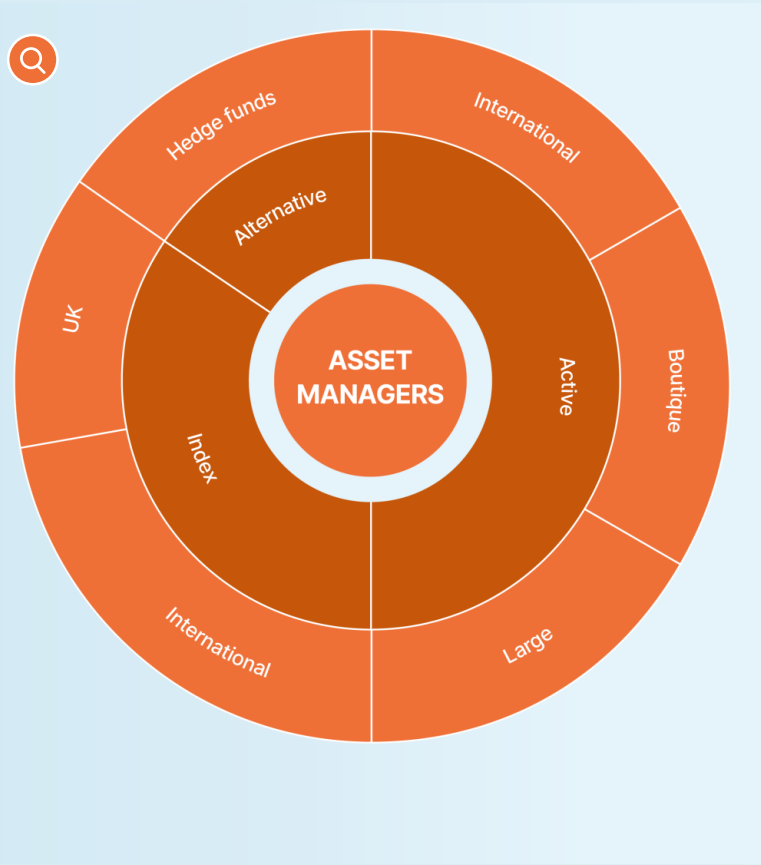 ASSET
MANAGERS
Alternative
Active
Index
Hedge funds
International
Boutique
Large
International
UK